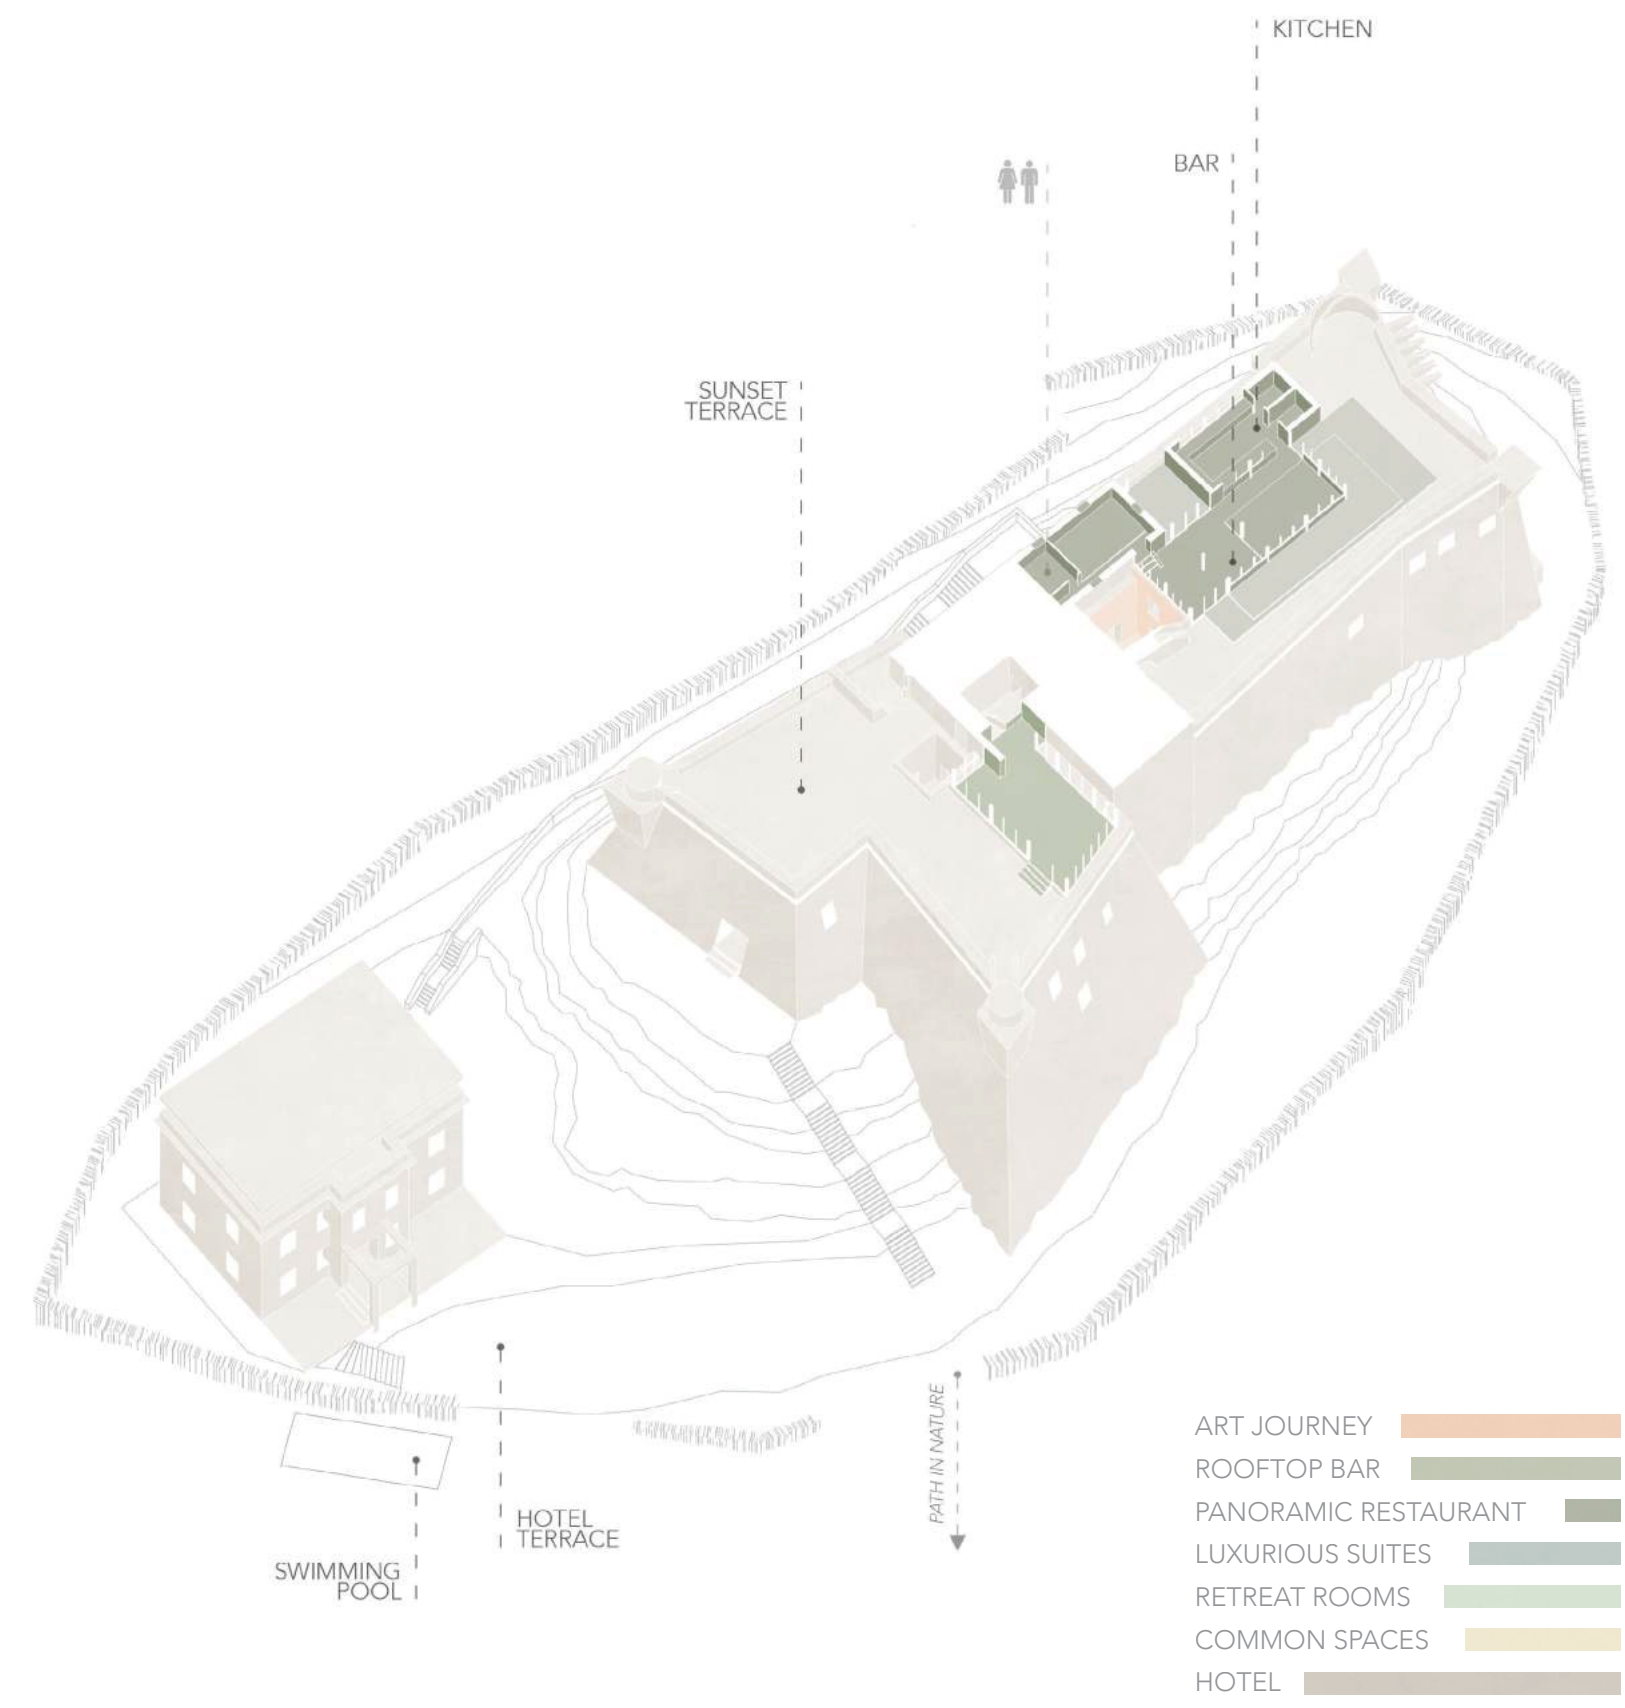 KITCHEN
BAR
SUNSET
TERRACE
PATH IN NATURE
HOTEL
TERRACE
SWIMMING
POOL
ART JOURNEY
ROOFTOP BAR
PANORAMIC RESTAURANT
LUXURIOUS SUITES
RETREAT ROOMS
COMMON SPACES
HOTEL